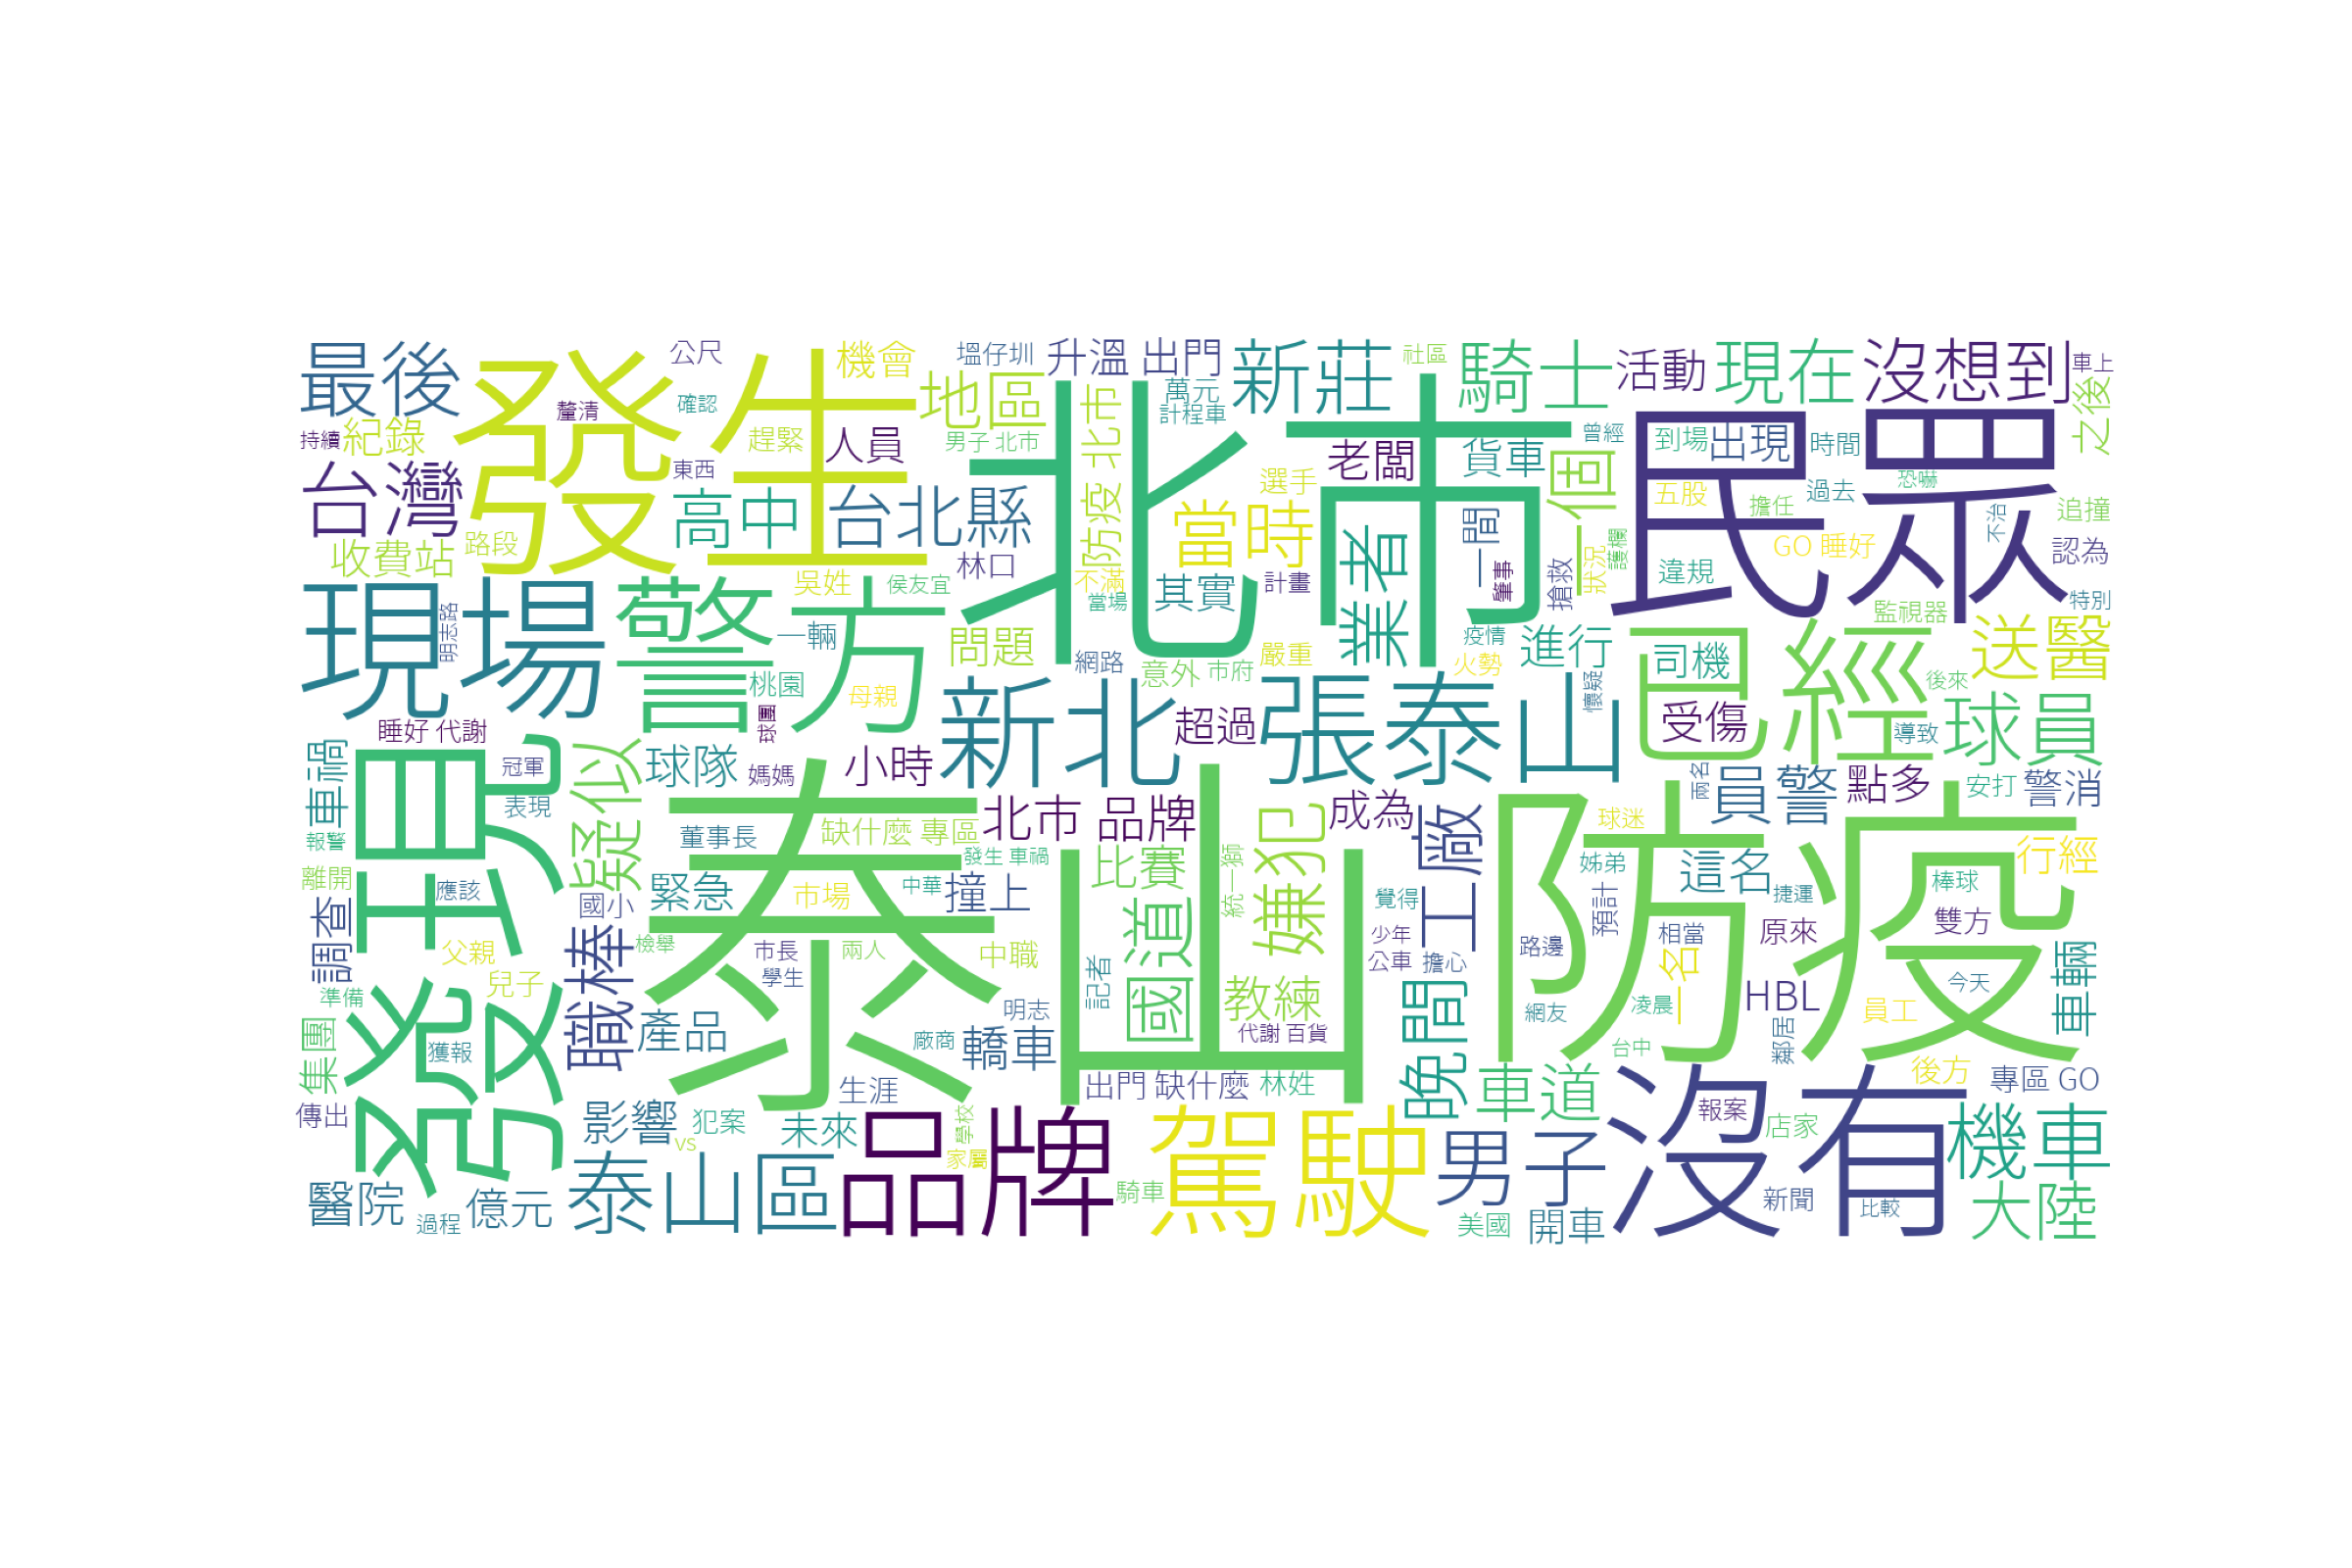 最後
發生
公尺
機會
塭仔圳
升溫 出門
新莊
社區
騎士
活動
現在
沒想到
車上
之後
持續
紀錄
釐清
確認
趕緊
人員
地區
男子 北市
北市
萬元
計程車
老闆
貨車
曾經
到場
出現
時間
民眾
恐嚇
台灣
東西
高中
台北縣
防疫 北市
當時
選手
一間
一個
五股
擔任
過去
不治
追撞
收費站
路段
林口
業者
GO 睡好
認為
現場
警方
吳姓
侯友宜
不滿
當場
其實
計畫
肇事
搶救
狀況
護欄
違規
監視器
特別
明志路
一輛
問題
網路
意外
市府
嚴重
疫情
火勢
進行
司機
已經
送醫
桃園
母親
新北
超過
張泰山
懷疑
受傷
後來
導致
球員
睡好 代謝
球團
車禍
發現
冠軍
疑似
球隊
媽媽
小時
泰山
兩名
員警
點多
安打
警消
表現
董事長
缺什麼 專區
北市 品牌
嫌犯
成為
工廠
球迷
防疫
報警
離開
應該
緊急
市場
中華
發生 車禍
撞上
比賽
統一獅
覺得
姊弟
這名
捷運
棒球
行經
調查
國小
檢舉
市長
兩人
中職
國道
少年
預計
相當
原來
雙方
父親
兒子
職棒
學生
記者
公車
擔心
路邊
一名
今天
車輛
準備
集團
獲報
產品
明志
教練
晚間
網友
凌晨
HBL
員工
廠商
轎車
代謝 百貨
台中
鄰居
後方
傳出
生涯
出門 缺什麼
林姓
車道
沒有
專區 GO
影響
犯案
未來
品牌
學校
駕駛
男子
報案
店家
機車
vs
家屬
醫院
過程
億元
泰山區
騎車
美國
開車
新聞
比較
大陸